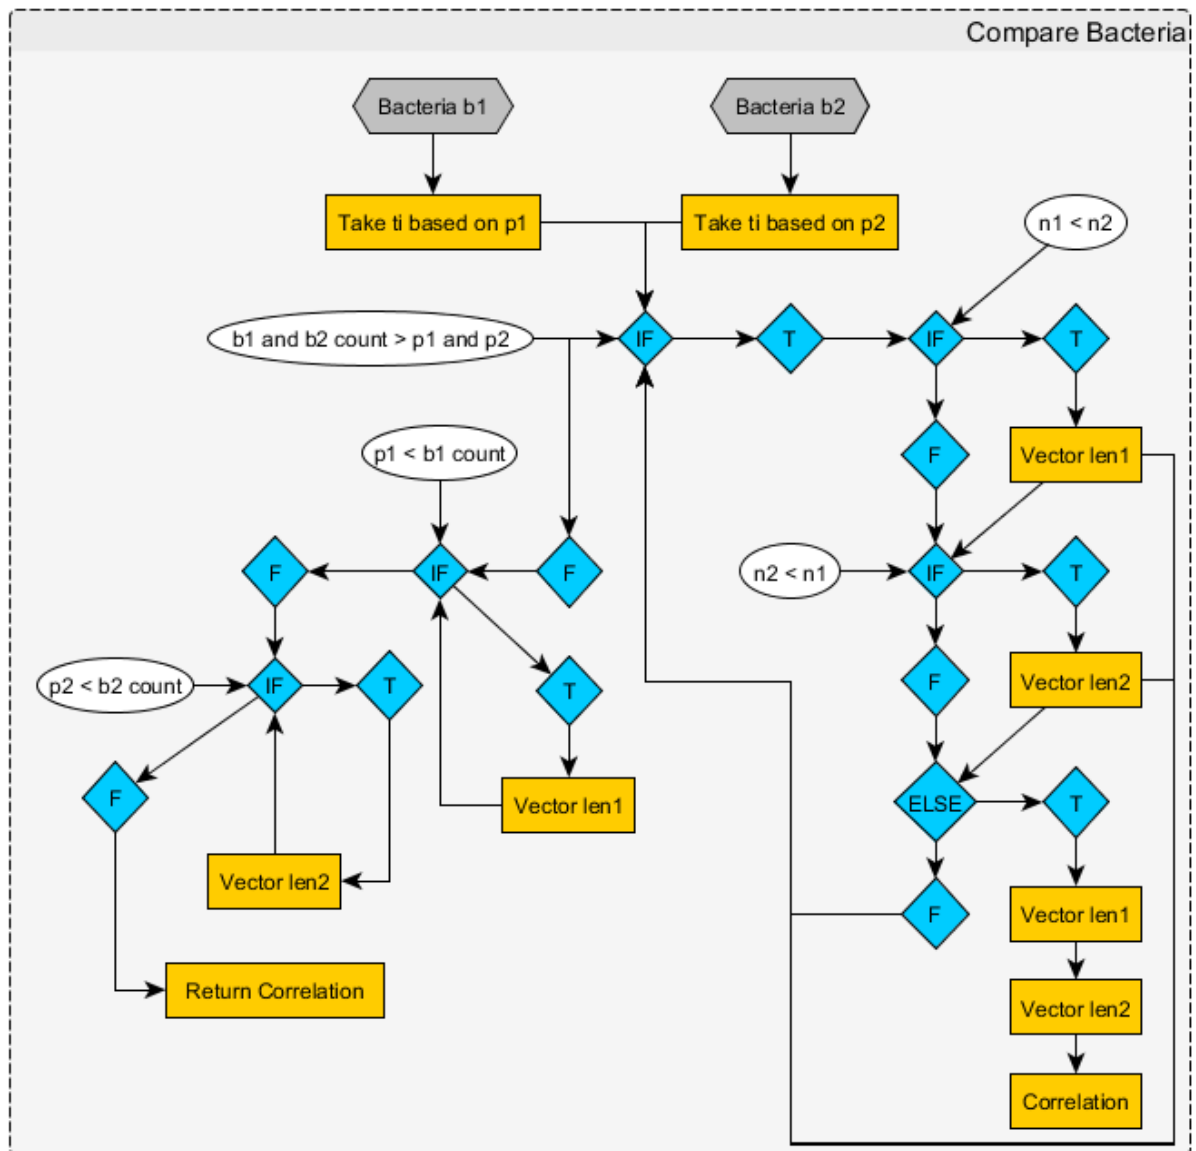 Compare Bacteria
Bacteria b1
Bacteria b2
Take ti based on p1
Take ti based on p2
n1 < n2
b1 and b2 count > p1 and p2
IF
T
IF
T
p1 < b1 count
F
Vector len1
F
IF
F
n2 < n1
IF
T
p2 < b2 count
IF
T
T
F
Vector len2
F
Vector len1
ELSE
T
Vector len2
F
Vector len1
Return Correlation
Vector len2
Correlation